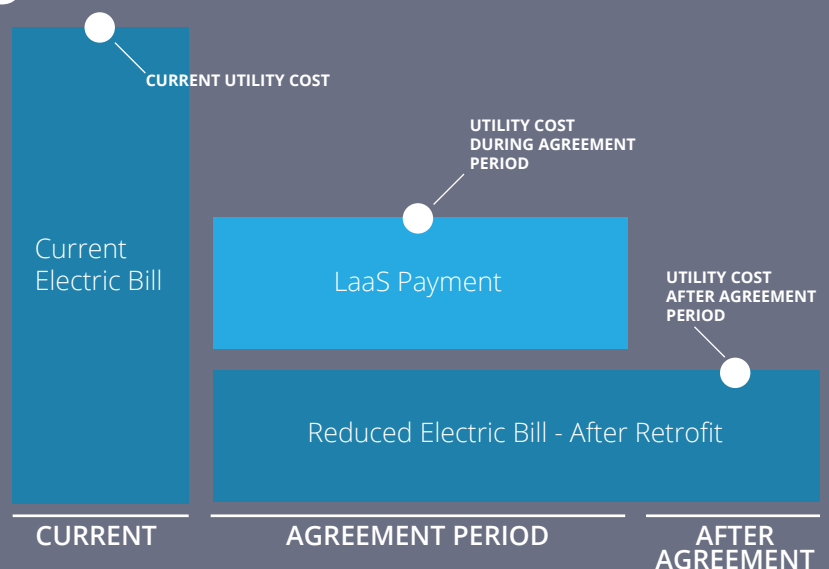 CURRENT UTILITY COST
UTILITY COST
DURING AGREEMENT
PERIOD
Current
Electric Bill
LaaS Payment
UTILITY COST
AFTER AGREEMENT
PERIOD
Reduced Electric Bill - After Retrofit
CURRENT
AGREEMENT PERIOD
AFTER
AGREEMENT